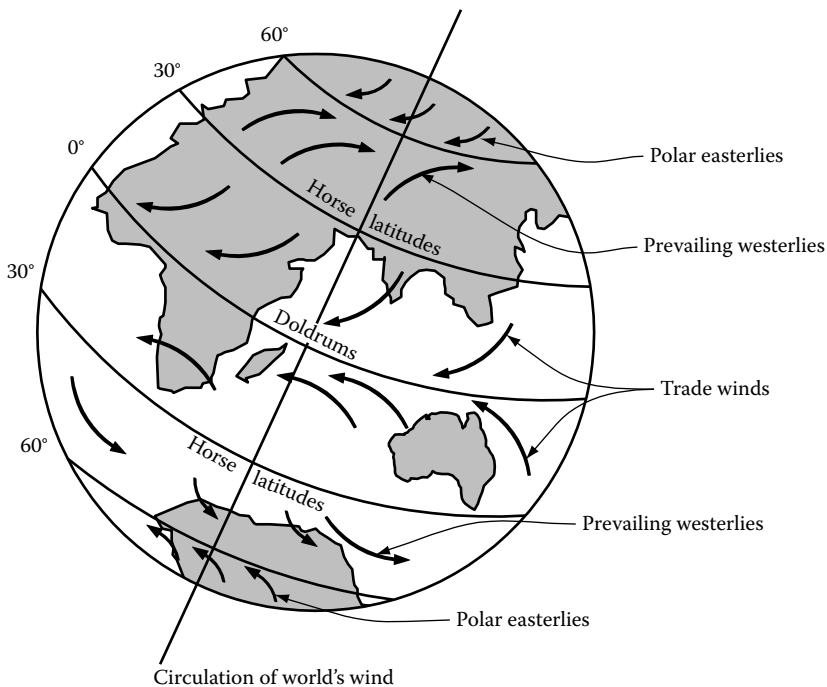 60°
30°
0°
30°
60°
Polar easterlies
Horse latitudes
Prevailing westerlies
Doldrums
Trade winds
Horse latitudes
Prevailing westerlies
Polar easterlies
Circulation of world's wind